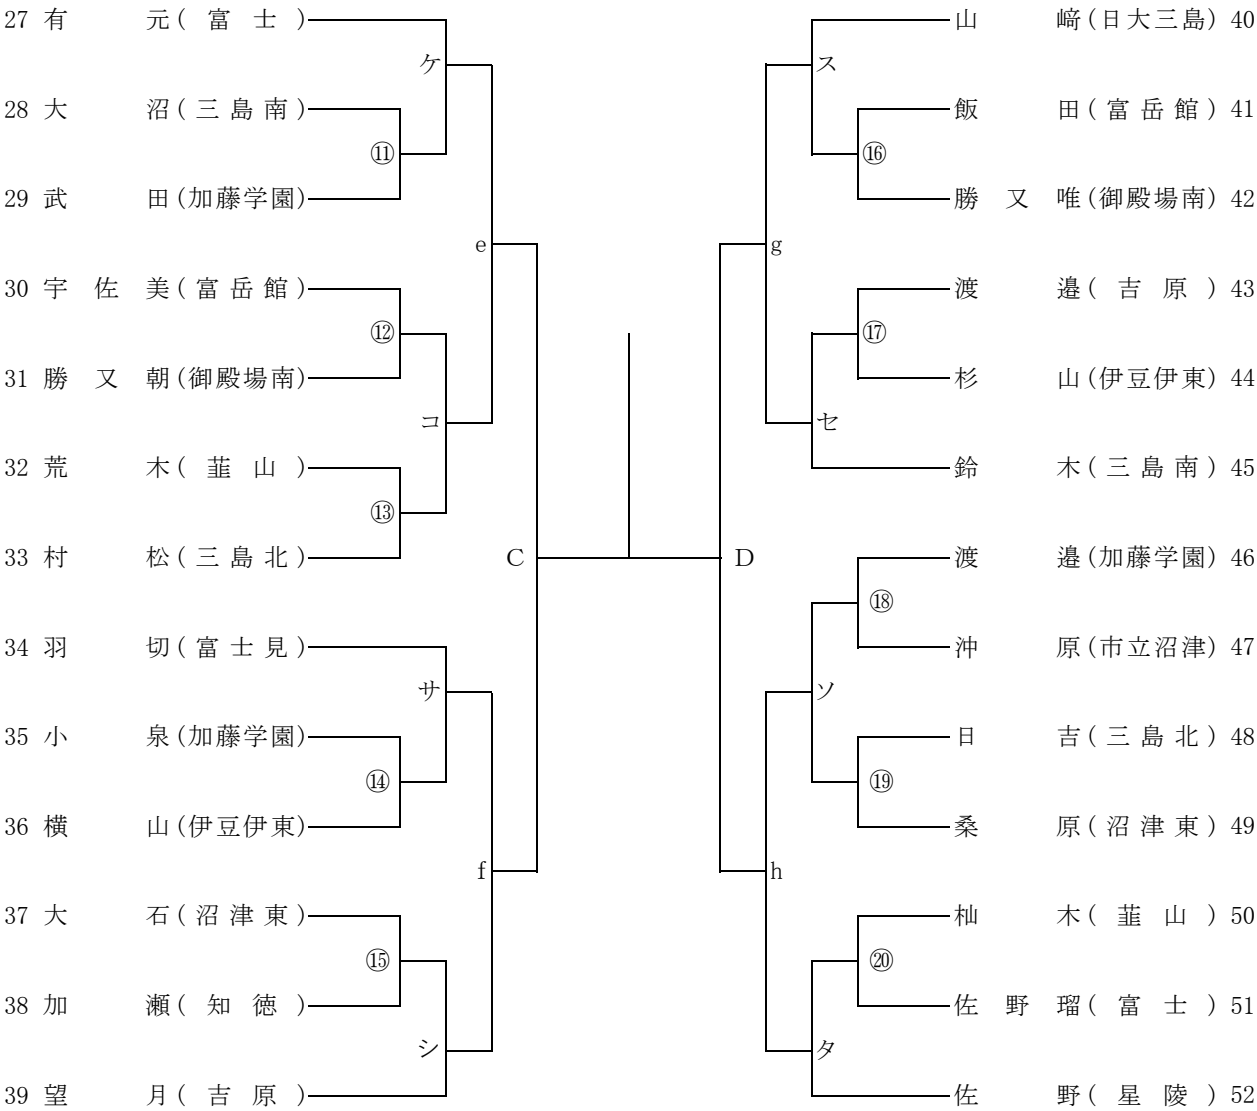 27 有元(富士) 山﨑(日大三島) 40
ケ ス
28 大沼(三島南) 飯田(富岳館) 41
⑪ ⑯
29 武田(加藤学園) 勝又唯(御殿場南) 42
e g
30 宇佐美(富岳館) 渡邉(吉原) 43
⑫ ⑰
31 勝又朝(御殿場南) 杉山(伊豆伊東) 44
コ セ
32 荒木(韮山) 鈴木(三島南) 45
⑬
33 村松(三島北) C D 渡邉(加藤学園) 46
⑱
34 羽切(富士見) 沖原(市立沼津) 47
サ ソ
35 小泉(加藤学園) 日吉(三島北) 48
⑭ ⑲
36 横山(伊豆伊東) 桑原(沼津東) 49
f h
37 大石(沼津東) 杣木(韮山) 50
⑮ ⑳
38 加瀬(知徳) 佐野瑠(富士) 51
シ タ
39 望月(吉原) 佐野(星陵) 52